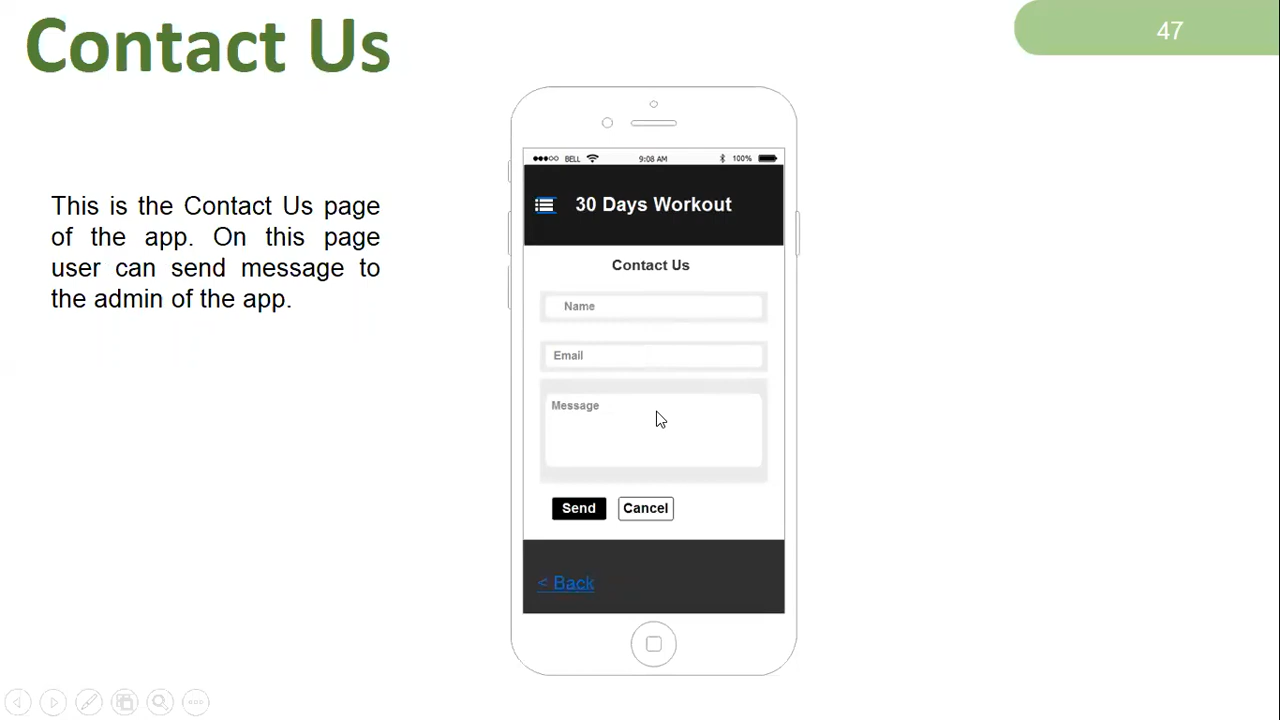 Contact Us
47
This is the Contact Us page
of the app. On this page
user can send message to
the admin of the app.
BELL
9:08 AM
100%
30 Days Workout
Contact Us
Name
Email
Message
Send
Cancel
< Back